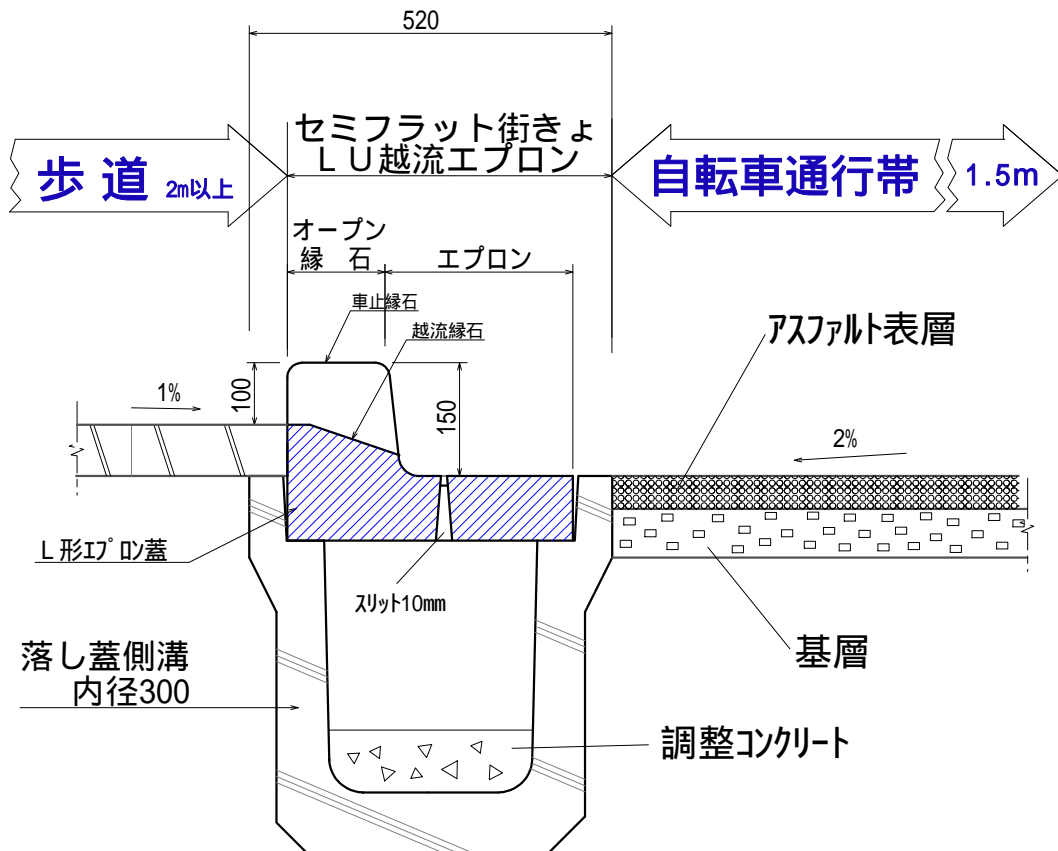 520
セミフラット街きょ
ＬＵ越流エプロン
歩道 2m以上
自転車通行帯 1.5m
オープン
縁　石
エプロン
車止縁石
越流縁石
アスファルト表層
100
150
1%
2%
Ｌ形エプロン蓋
スリット10mm
落し蓋側溝
内径300
基層
調整コンクリート